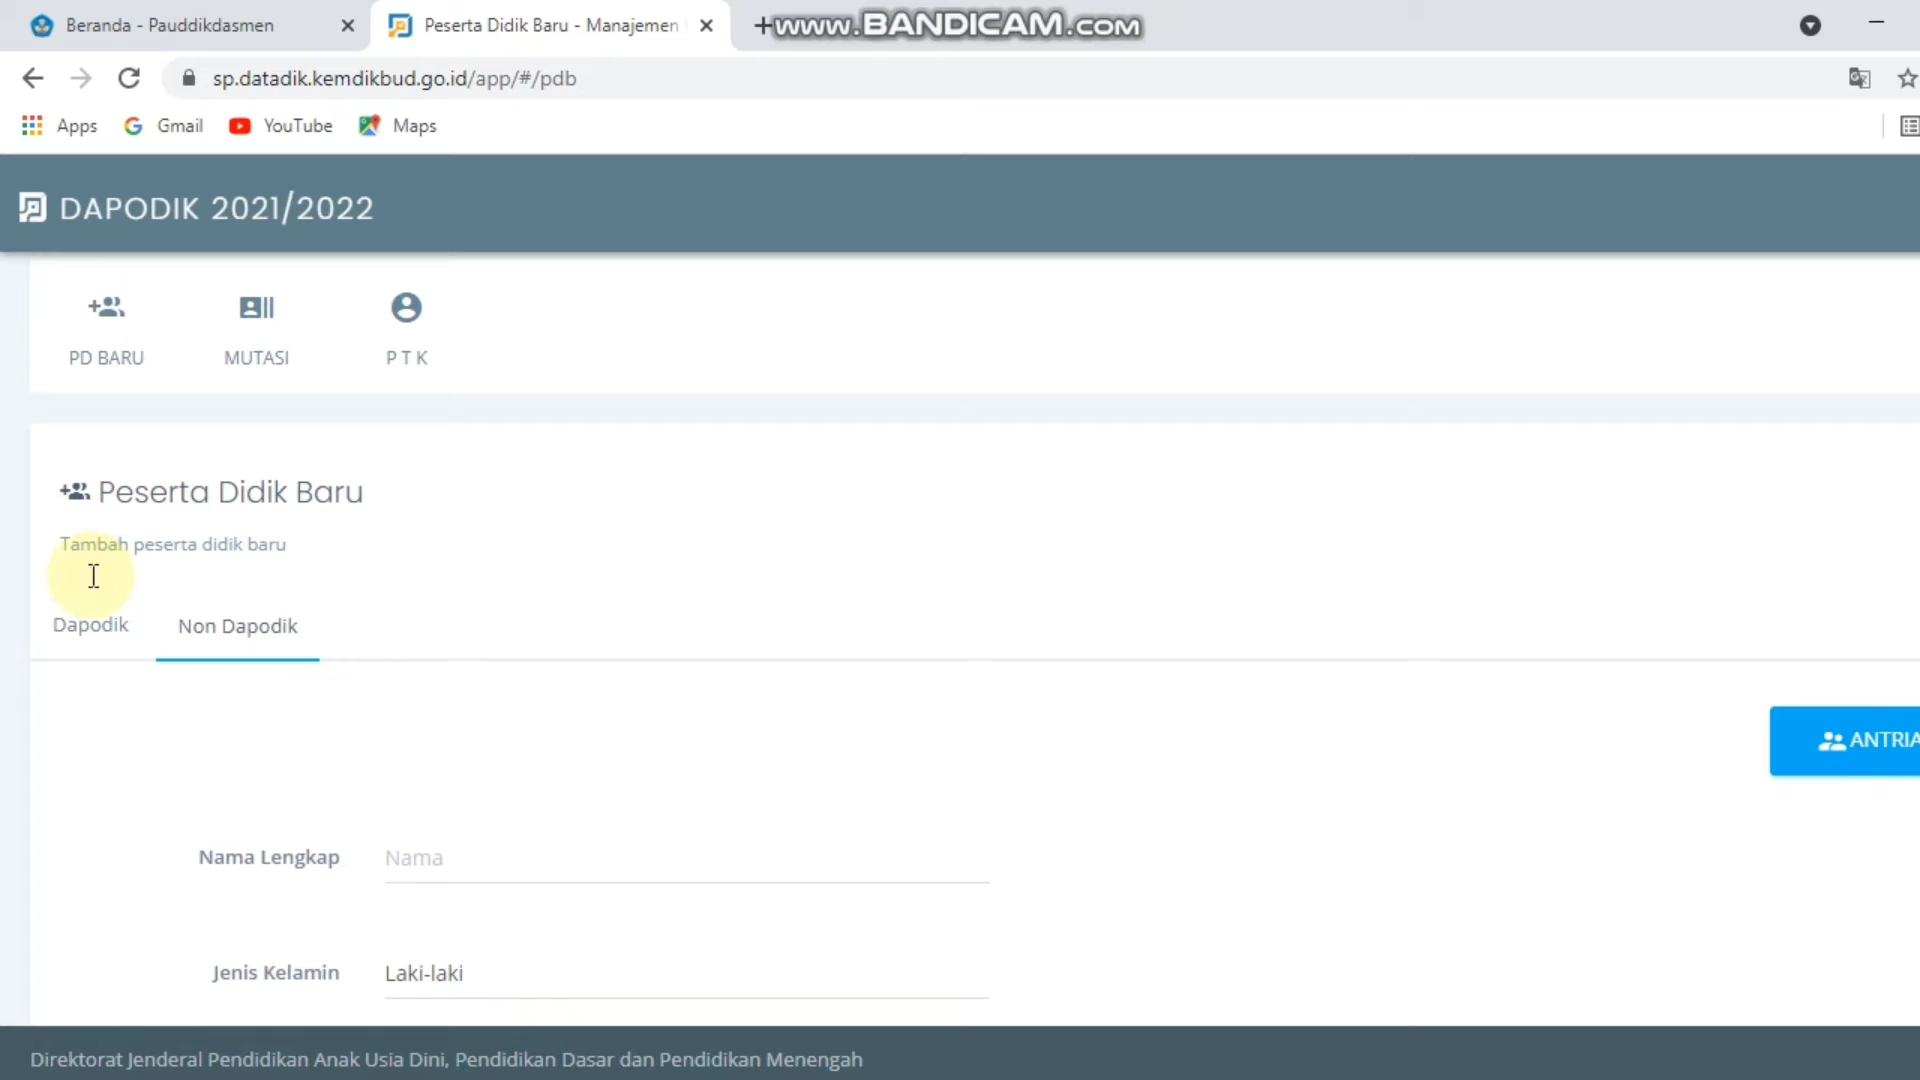 Beranda - Pauddikdasmen
Peserta Didik Baru - Manajemen
www.BANDICAM.com
sp.datadik.kemdikbud.go.id/app/#/pdb
Apps
Gmail
YouTube
Maps
DAPODIK 2021/2022
PD BARU
MUTASI
P T K
Peserta Didik Baru
Tambah peserta didik baru
Dapodik
Non Dapodik
ANTRIA
Nama Lengkap
Nama
Jenis Kelamin
Laki-laki
Direktorat Jenderal Pendidikan Anak Usia Dini, Pendidikan Dasar dan Pendidikan Menengah